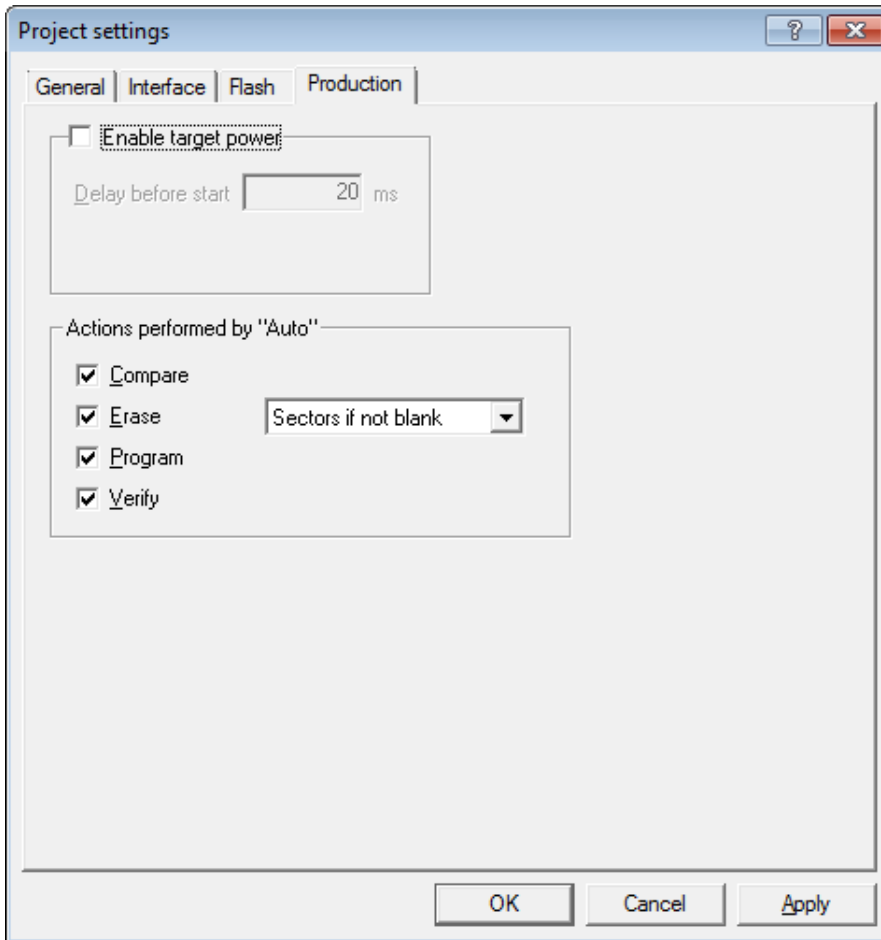 Project settings
General Interface Flash Production
Enable target power
Delay before start 20 ms
Actions performed by "Auto"
Compare
Erase Sectors if not blank
Program
Verify
OK Cancel Apply